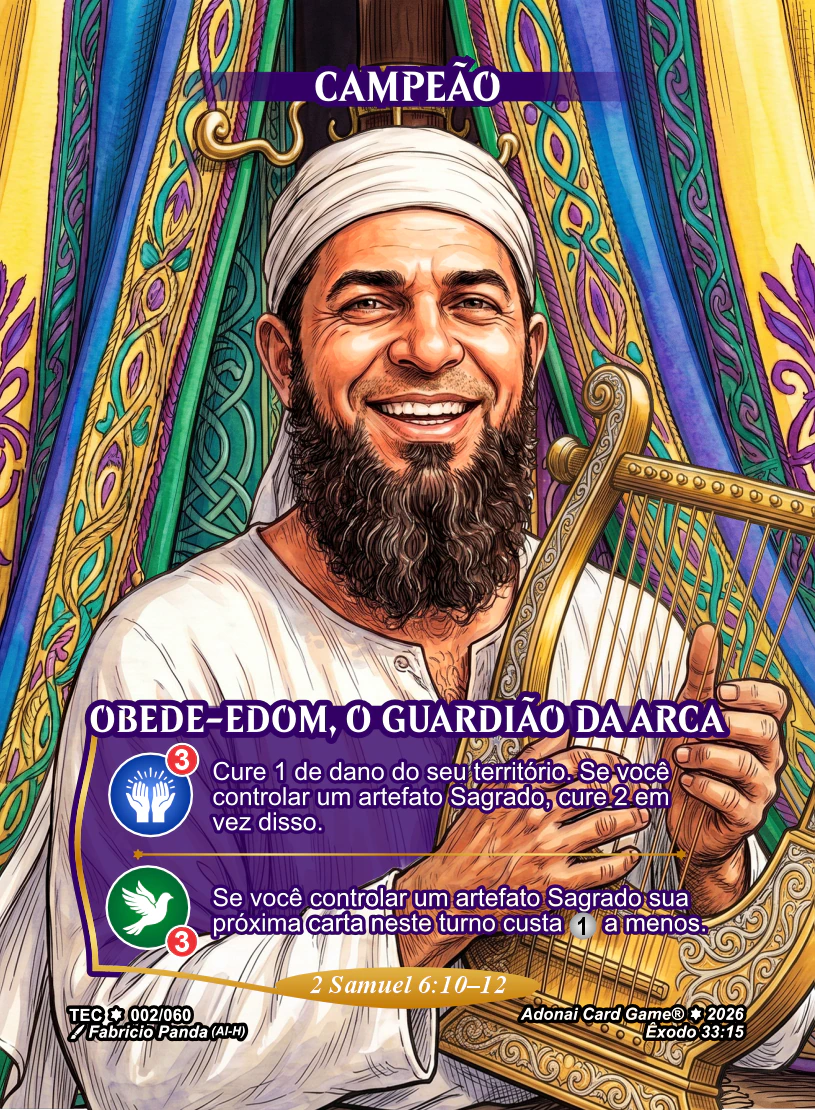 CAMPEÃO
OBEDE-EDOM, O GUARDIÃO DA ARCA
3
Cure 1 de dano do seu território. Se você
controlar um artefato Sagrado, cure 2 em
vez disso.
Se você controlar um artefato Sagrado sua
próxima carta neste turno custa 1 a menos.
3
2 Samuel 6:10–12
TEC ✸ 002/060
Fabricio Panda (AI-H)
Adonai Card Game® ✸ 2026
Êxodo 33:15